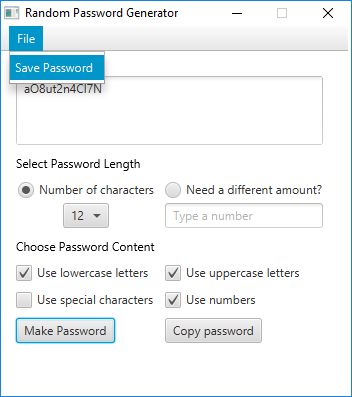 Random Password Generator
File
Save Password
aO8ut2n4CI7N
Select Password Length
Number of characters Need a different amount?
12 Type a number
Choose Password Content
Use lowercase letters Use uppercase letters
Use special characters Use numbers
Make Password Copy password